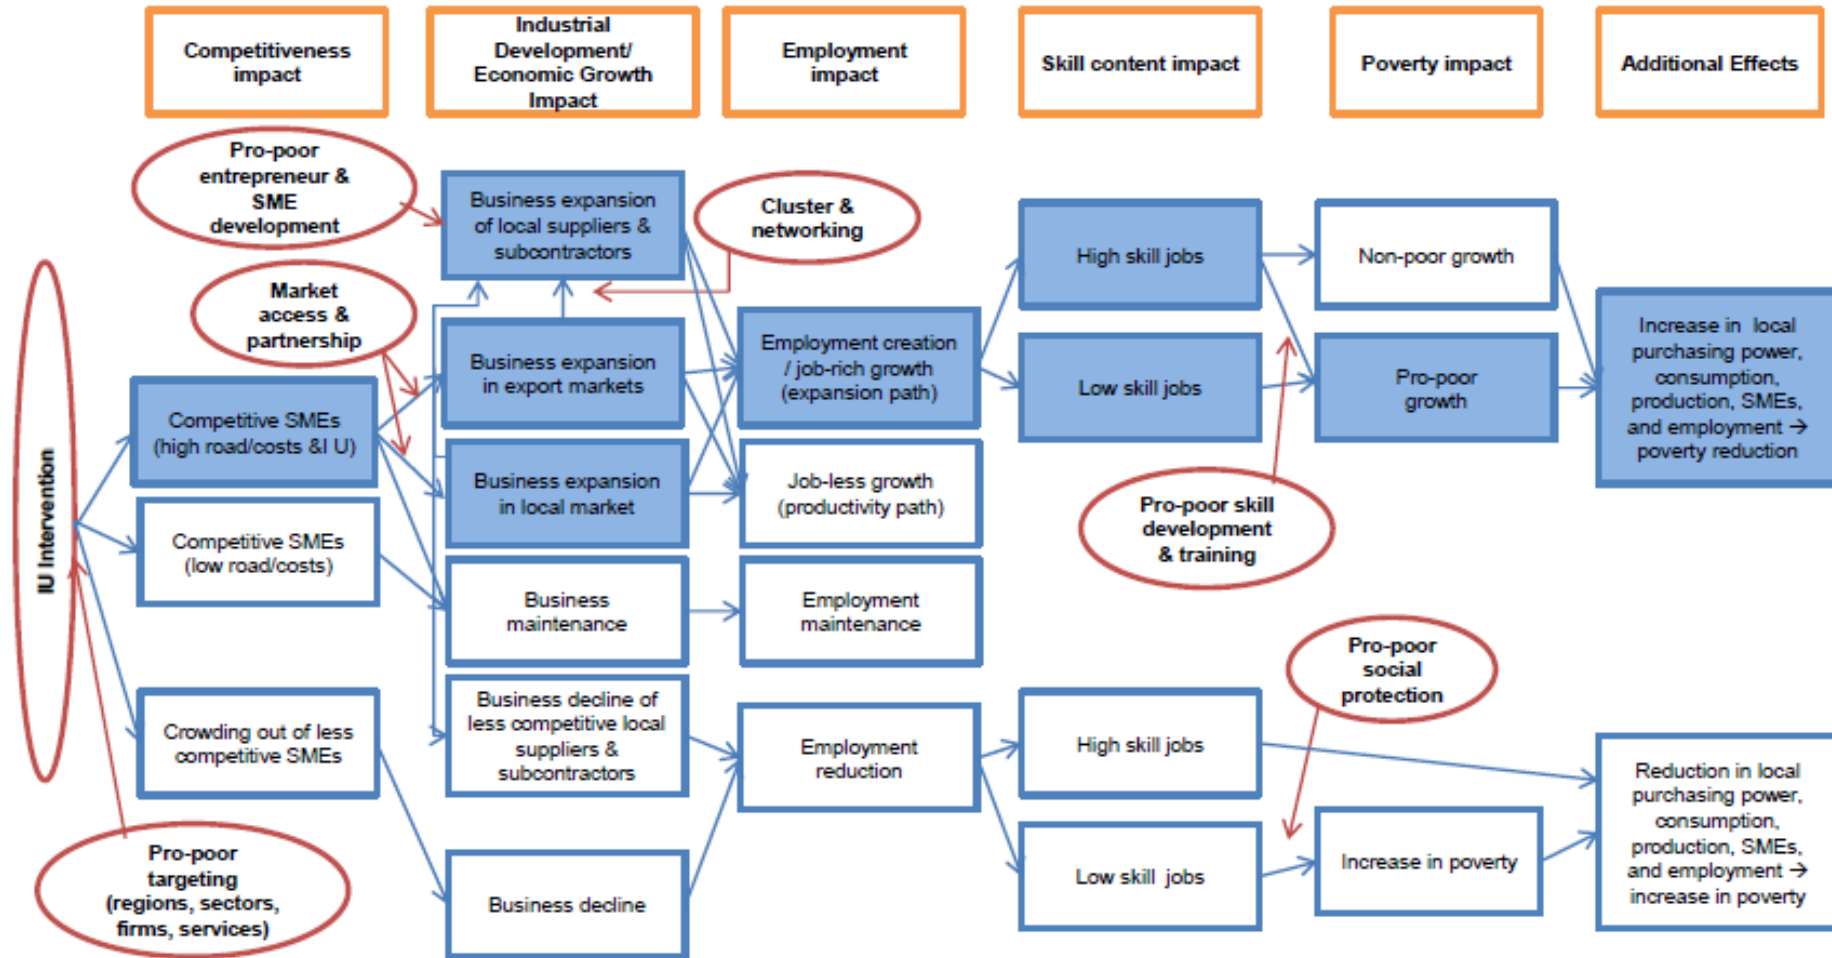 Competitiveness
impact
Industrial
Development/
Economic Growth
Impact
Employment
impact
Skill content impact
Poverty impact
Additional Effects
Pro-poor
entrepreneur &
SME
development
Business expansion
of local suppliers &
subcontractors
Cluster &
networking
High skill jobs
Non-poor growth
Market
access &
partnership
Business expansion
in export markets
Employment creation
/ job-rich growth
(expansion path)
Low skill jobs
Pro-poor
growth
Increase in local
purchasing power,
consumption,
production, SMEs,
and employment →
poverty reduction
IU Intervention
Competitive SMEs
(high road/costs &I U)
Business expansion
in local market
Job-less growth
(productivity path)
Pro-poor skill
development
& training
Competitive SMEs
(low road/costs)
Business
maintenance
Employment
maintenance
Pro-poor
social
protection
Crowding out of less
competitive SMEs
Business decline of
less competitive local
suppliers &
subcontractors
Employment
reduction
High skill jobs
Reduction in local
purchasing power,
consumption,
production, SMEs,
and employment →
increase in poverty
Pro-poor
targeting
(regions, sectors,
firms, services)
Business decline
Low skill jobs
Increase in poverty